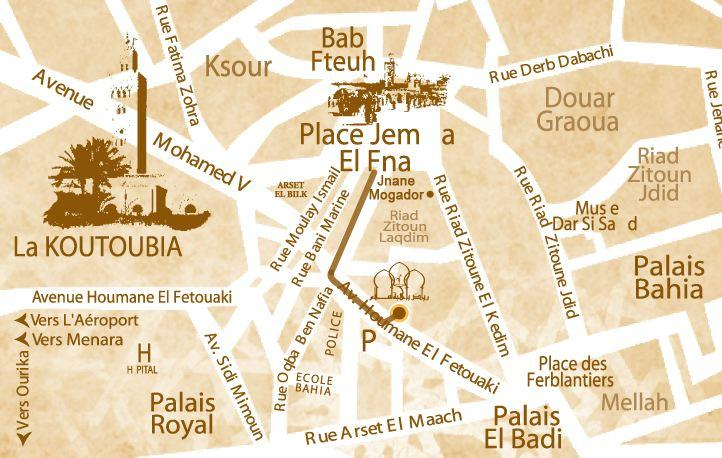 Bab
Fteuh
Ksour
Avenue
Mohamed V
Rue Fatima Zohra
Rue Derb Dabachi
Rue Jenane
Douar
Graoua
Place Jem a
El Fna
Riad
Zitoun
Jdid
ARSET
EL BILK
Jnane
Mogador
Riad
Zitoun
Laqdim
Mus e
Dar Si Sa d
La KOUTOUBIA
Rue Moulay Ismail
Rue Bani Marine
Rue Riad Zitoune El Kedim
Rue Riad Zitoune Jdid
Palais
Bahia
Avenue Houmane El Fetouaki
Vers L'Aéroport
Vers Menara
Vers Ourika
H
H PITAL
Av. Sidi Mimoun
Rue Oqba Ben Nafia
POLICE
P
Av. Houmane El Fetouaki
ECOLE
BAHIA
Place des
Ferblantiers
Mellah
Palais
Royal
Rue Arset El Maach
Palais
El Badi